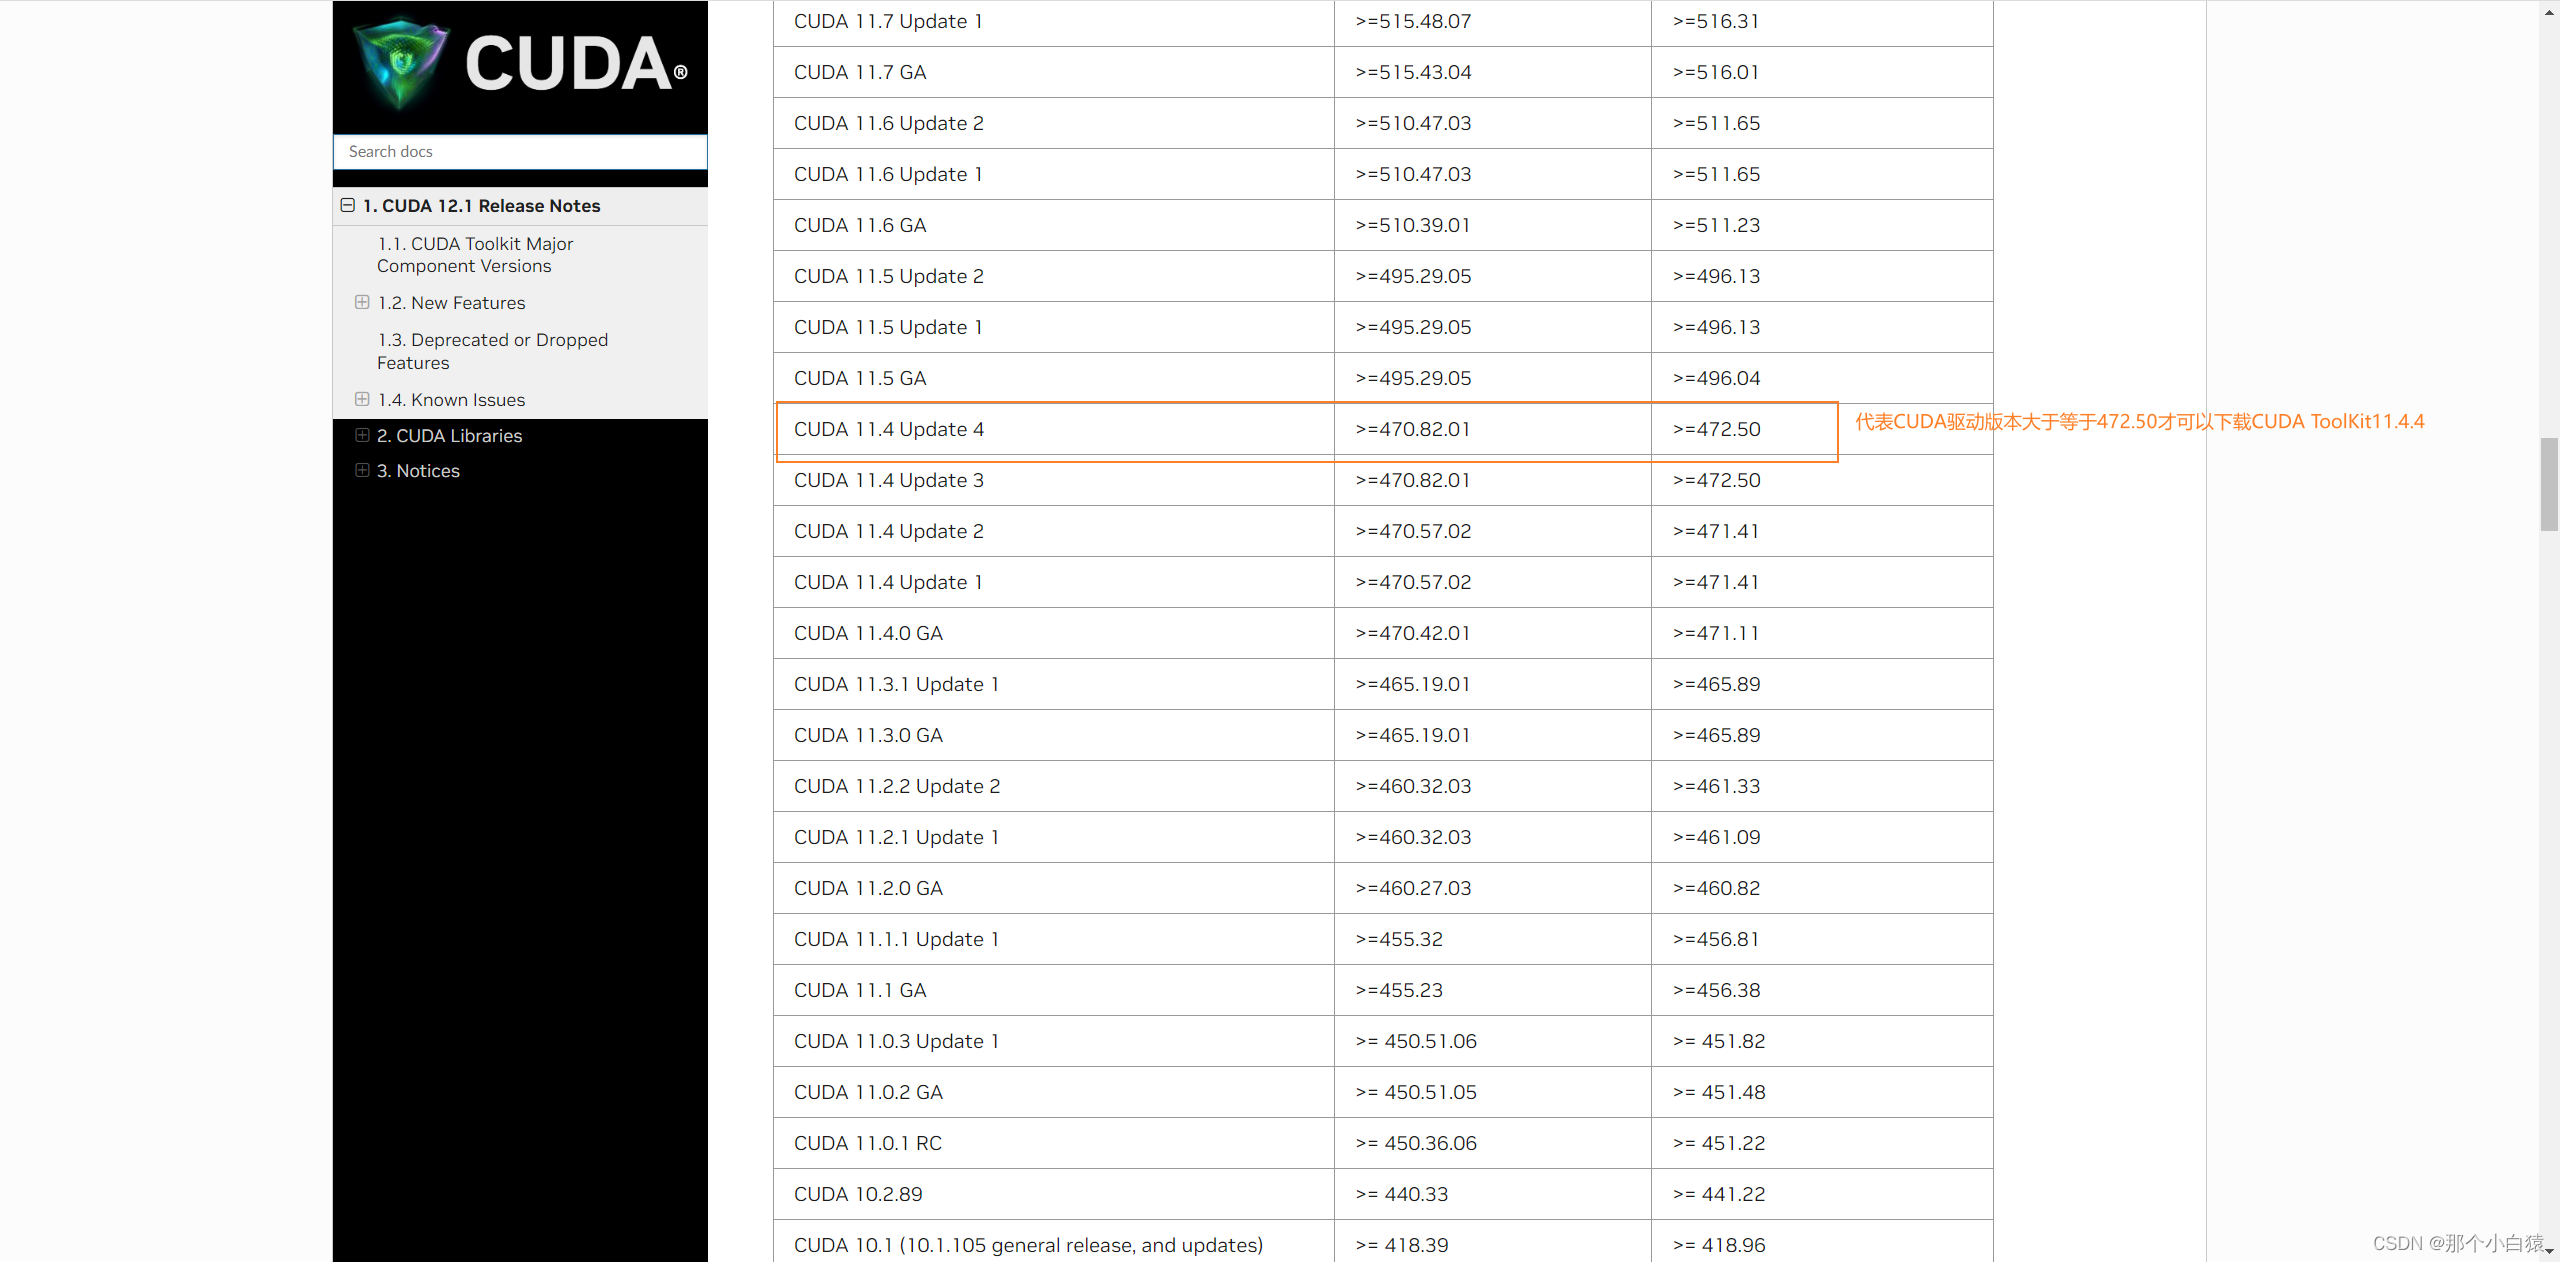 CUDA®
Search docs
1. CUDA 12.1 Release Notes
1.1. CUDA Toolkit Major
Component Versions
1.2. New Features
1.3. Deprecated or Dropped
Features
1.4. Known Issues
2. CUDA Libraries
3. Notices
CUDA 11.7 Update 1 >=515.48.07 >=516.31
CUDA 11.7 GA >=515.43.04 >=516.01
CUDA 11.6 Update 2 >=510.47.03 >=511.65
CUDA 11.6 Update 1 >=510.47.03 >=511.65
CUDA 11.6 GA >=510.39.01 >=511.23
CUDA 11.5 Update 2 >=495.29.05 >=496.13
CUDA 11.5 Update 1 >=495.29.05 >=496.13
CUDA 11.5 GA >=495.29.05 >=496.04
CUDA 11.4 Update 4 >=470.82.01 >=472.50 代表CUDA驱动版本大于等于472.50才可以下载CUDA ToolKit11.4.4
CUDA 11.4 Update 3 >=470.82.01 >=472.50
CUDA 11.4 Update 2 >=470.57.02 >=471.41
CUDA 11.4 Update 1 >=470.57.02 >=471.41
CUDA 11.4.0 GA >=470.42.01 >=471.11
CUDA 11.3.1 Update 1 >=465.19.01 >=465.89
CUDA 11.3.0 GA >=465.19.01 >=465.89
CUDA 11.2.2 Update 2 >=460.32.03 >=461.33
CUDA 11.2.1 Update 1 >=460.32.03 >=461.09
CUDA 11.2.0 GA >=460.27.03 >=460.82
CUDA 11.1.1 Update 1 >=455.32 >=456.81
CUDA 11.1 GA >=455.23 >=456.38
CUDA 11.0.3 Update 1 >= 450.51.06 >= 451.82
CUDA 11.0.2 GA >= 450.51.05 >= 451.48
CUDA 11.0.1 RC >= 450.36.06 >= 451.22
CUDA 10.2.89 >= 440.33 >= 441.22
CUDA 10.1 (10.1.105 general release, and updates) >= 418.39 >= 418.96
CSDN @那个小白猿